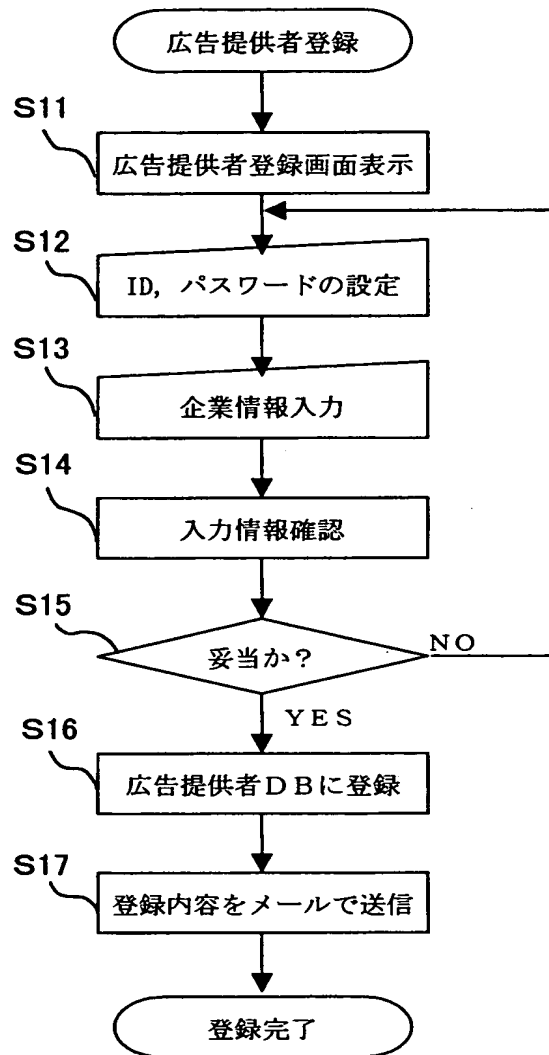 広告提供者登録
S11
広告提供者登録画面表示
S12
ID, パスワードの設定
S13
企業情報入力
S14
入力情報確認
S15
妥当か？
NO
YES
S16
広告提供者DBに登録
S17
登録内容をメールで送信
登録完了